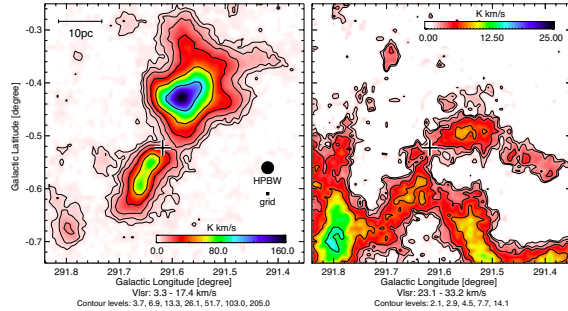 -0.3
-0.4
-0.5
-0.6
-0.7
Galactic Latitude [degree]
10pc
HPBW
grid
K km/s
0.0 80.0 160.0
291.8 291.7 291.6 291.5 291.4
Galactic Longitude [degree]
Vlsr: 3.3 - 17.4 km/s
Contour levels: 3.7, 6.9, 13.3, 26.1, 51.7, 103.0, 205.0
K km/s
0.00 12.50 25.00
291.8 291.7 291.6 291.5 291.4
Galactic Longitude [degree]
Vlsr: 23.1 - 33.2 km/s
Contour levels: 2.1, 2.9, 4.5, 7.7, 14.1